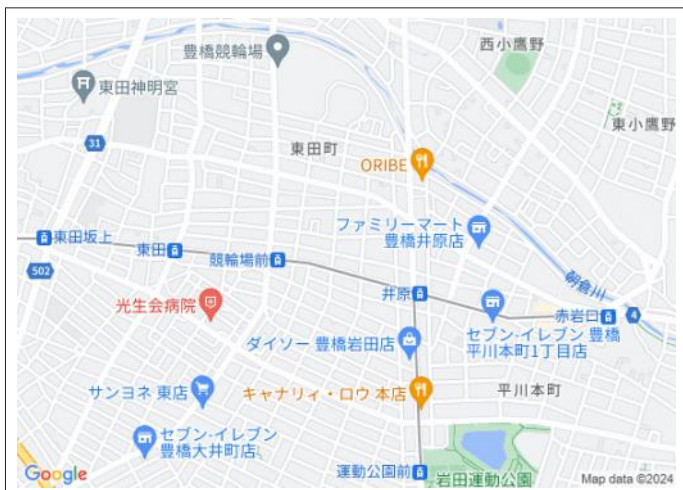 西小鷹野
豊橋競輪場
東田神明宮
東小鷹野
31
東田町
ORIBE
ファミリーマート
豊橋井原店
東田坂上
東田
競輪場前
朝倉川
502
井原
光生会病院
赤岩口
4
セブン-イレブン 豊橋
平川本町1丁目店
ダイソー 豊橋岩田店
サンヨネ 東店
キャナリィ・ロウ 本店
平川本町
セブン-イレブン
豊橋大井町店
Google
運動公園前
岩田運動公園
Map data ©2024